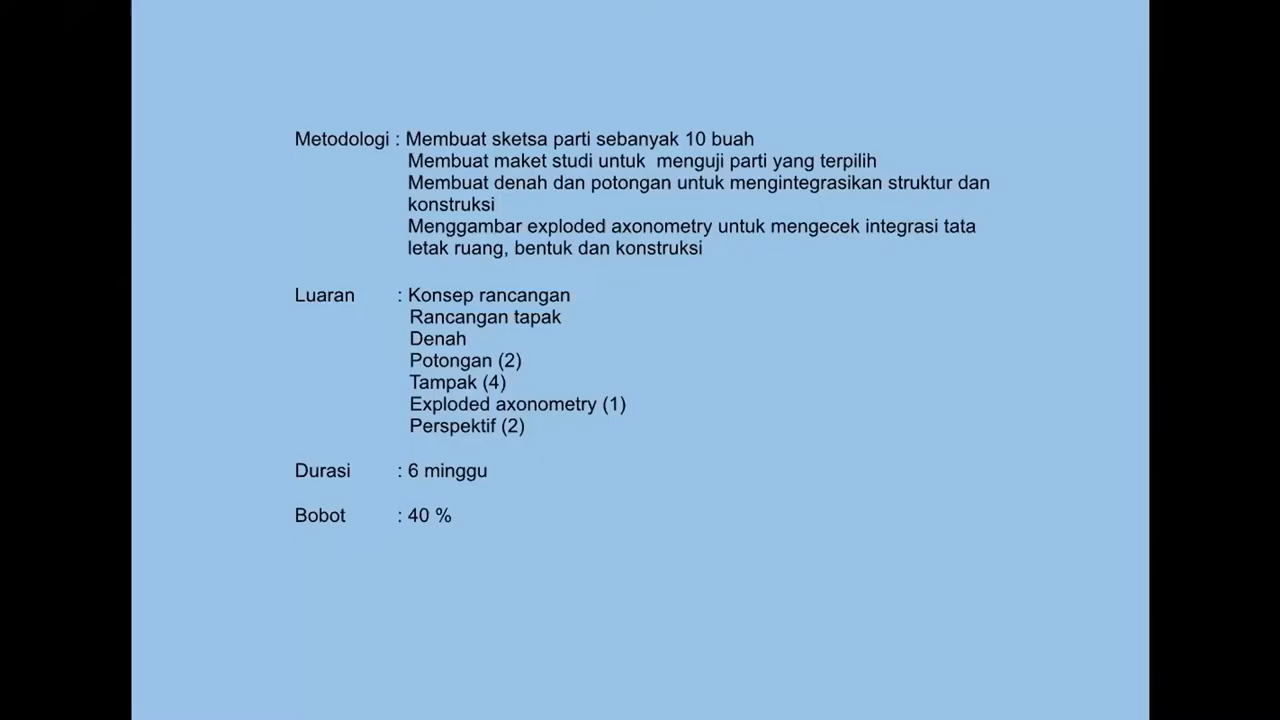 Metodologi : Membuat sketsa parti sebanyak 10 buah
Membuat maket studi untuk menguji parti yang terpilih
Membuat denah dan potongan untuk mengintegrasikan struktur dan
konstruksi
Menggambar exploded axonometry untuk mengecek integrasi tata
letak ruang, bentuk dan konstruksi
Luaran : Konsep rancangan
Rancangan tapak
Denah
Potongan (2)
Tampak (4)
Exploded axonometry (1)
Perspektif (2)
Durasi : 6 minggu
Bobot : 40 %